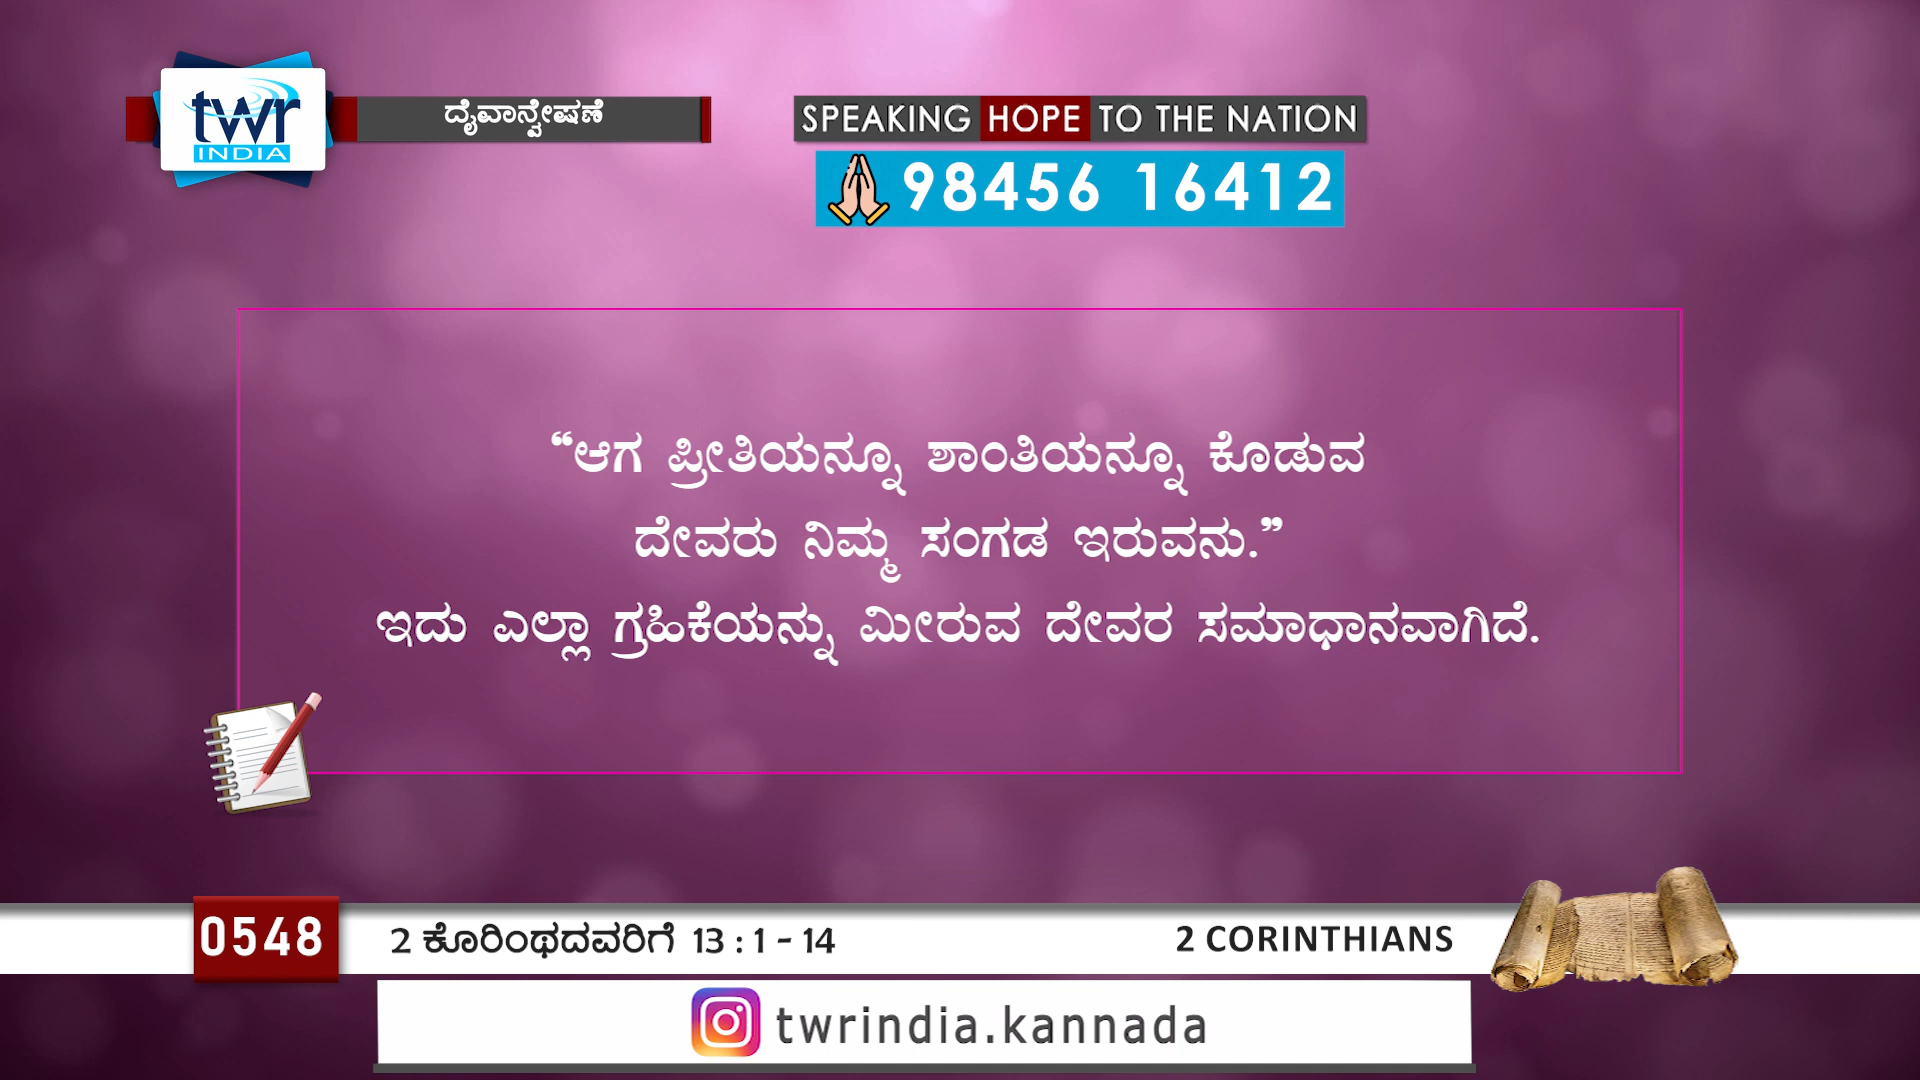 twr
INDIA
ದೈವಾನ್ವೇಷಣೆ
SPEAKING HOPE TO THE NATION
98456 16412
“ಆಗ ಪ್ರೀತಿಯನ್ನೂ ಶಾಂತಿಯನ್ನೂ ಕೊಡುವ
ದೇವರು ನಿಮ್ಮ ಸಂಗಡ ಇರುವನು.”
ಇದು ಎಲ್ಲಾ ಗ್ರಹಿಕೆಯನ್ನು ಮೀರುವ ದೇವರ ಸಮಾಧಾನವಾಗಿದೆ.
0548
2 ಕೊರಿಂಥದವರಿಗೆ 13 : 1 - 14
2 CORINTHIANS
twrindia.kannada